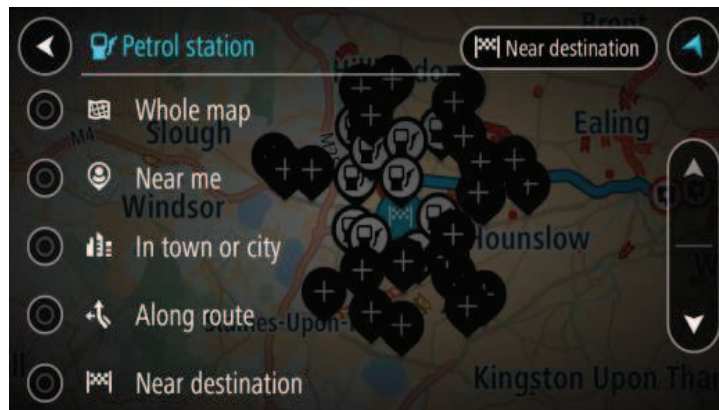 Petrol station
Near destination
Whole map
Near me
In town or city
Along route
Near destination
M4
Slough
Windsor
Ealing
Hounslow
Kingston Upon